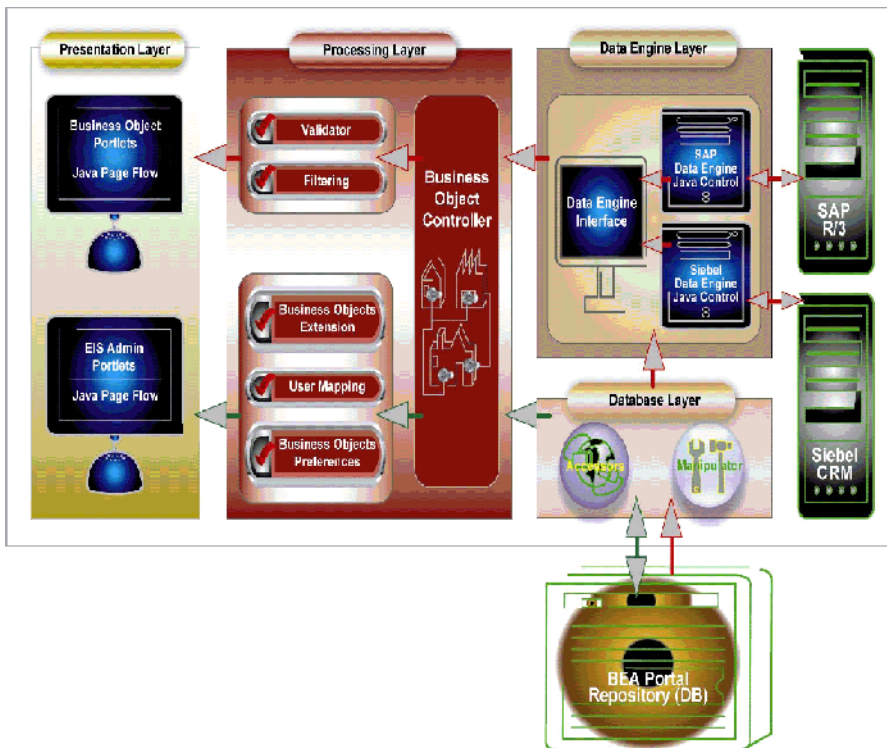 Presentation Layer
Business Object
Portlets
Java Page Flow
EIS Admin
Portlets
Java Page Flow
Processing Layer
Validator
Filtering
Business Objects
Extension
User Mapping
Business Objects
Preferences
Business
Object
Controller
Data Engine Layer
Data Engine
Interface
SAP
Data Engine
Java Control
Siebel
Data Engine
Java Control
SAP
R/3
Siebel
CRM
Database Layer
Accessors
Manipulator
BEA Portal
Repository (DB)